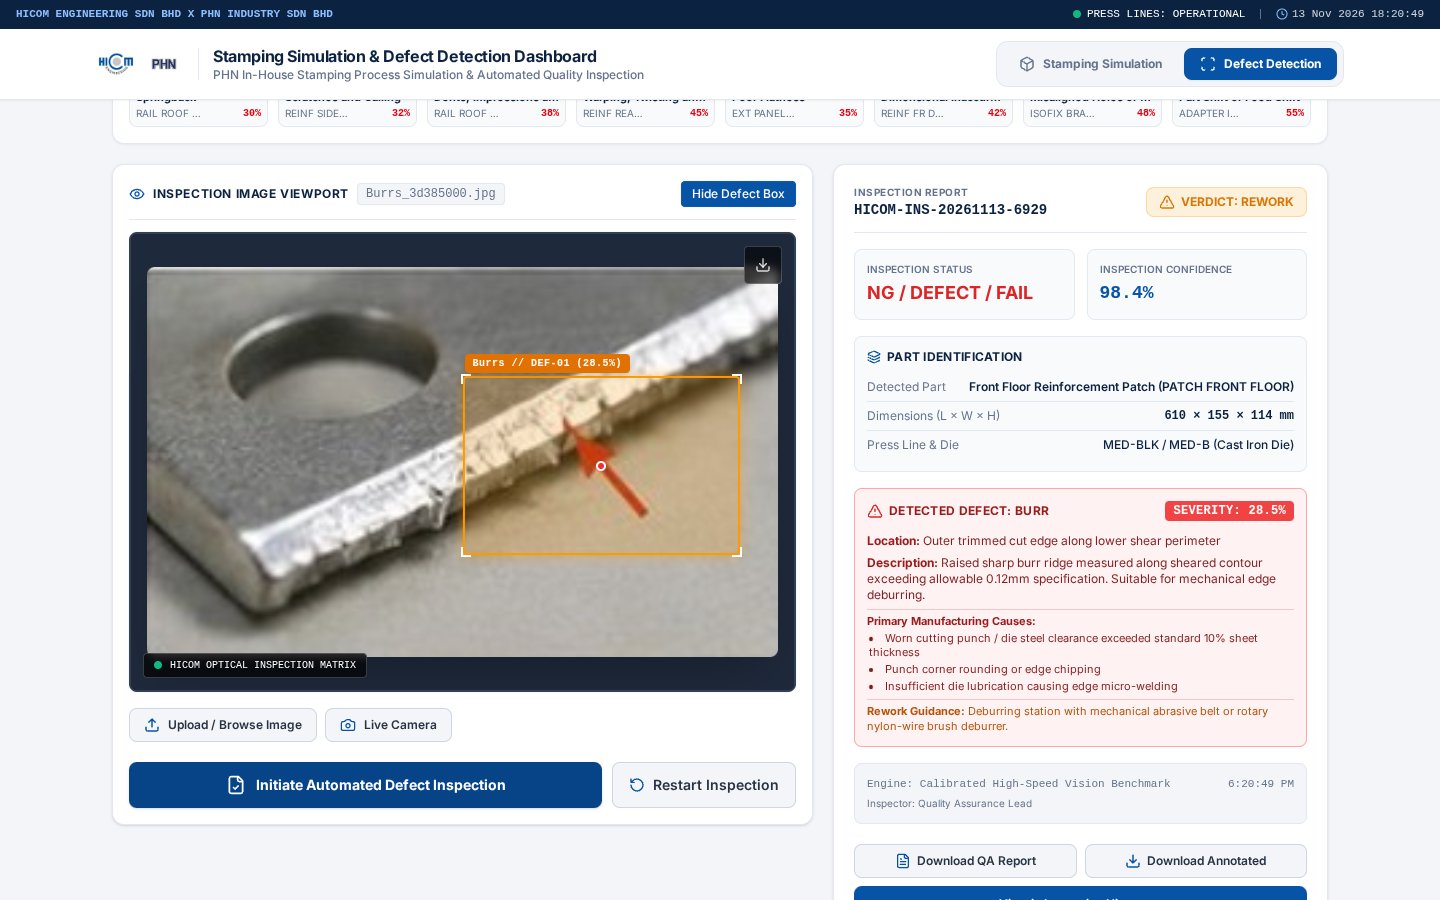 HICOM ENGINEERING SDN BHD X PHN INDUSTRY SDN BHD
PRESS LINES: OPERATIONAL | 13 Nov 2026 18:20:49
HICOM
PHN
Stamping Simulation & Defect Detection Dashboard
PHN In-House Stamping Process Simulation & Automated Quality Inspection
Stamping Simulation
Defect Detection
RAIL ROOF ... 30%
REINF SIDE... 32%
RAIL ROOF ... 38%
REINF REA... 45%
EXT PANEL... 35%
REINF FR D... 42%
ISOFIX BRA... 48%
ADAPTER I... 55%
INSPECTION IMAGE VIEWPORT Burrs_3d385000.jpg
Hide Defect Box
Burrs // DEF-01 (28.5%)
HICOM OPTICAL INSPECTION MATRIX
Upload / Browse Image
Live Camera
Initiate Automated Defect Inspection
Restart Inspection
INSPECTION REPORT
HICOM-INS-20261113-6929
VERDICT: REWORK
INSPECTION STATUS
NG / DEFECT / FAIL
INSPECTION CONFIDENCE
98.4%
PART IDENTIFICATION
Detected Part Front Floor Reinforcement Patch (PATCH FRONT FLOOR)
Dimensions (L × W × H) 610 × 155 × 114 mm
Press Line & Die MED-BLK / MED-B (Cast Iron Die)
DETECTED DEFECT: BURR
SEVERITY: 28.5%
Location: Outer trimmed cut edge along lower shear perimeter
Description: Raised sharp burr ridge measured along sheared contour
exceeding allowable 0.12mm specification. Suitable for mechanical edge
deburring.
Primary Manufacturing Causes:
• Worn cutting punch / die steel clearance exceeded standard 10% sheet
thickness
• Punch corner rounding or edge chipping
• Insufficient die lubrication causing edge micro-welding
Rework Guidance: Deburring station with mechanical abrasive belt or rotary
nylon-wire brush deburrer.
Engine: Calibrated High-Speed Vision Benchmark 6:20:49 PM
Inspector: Quality Assurance Lead
Download QA Report
Download Annotated